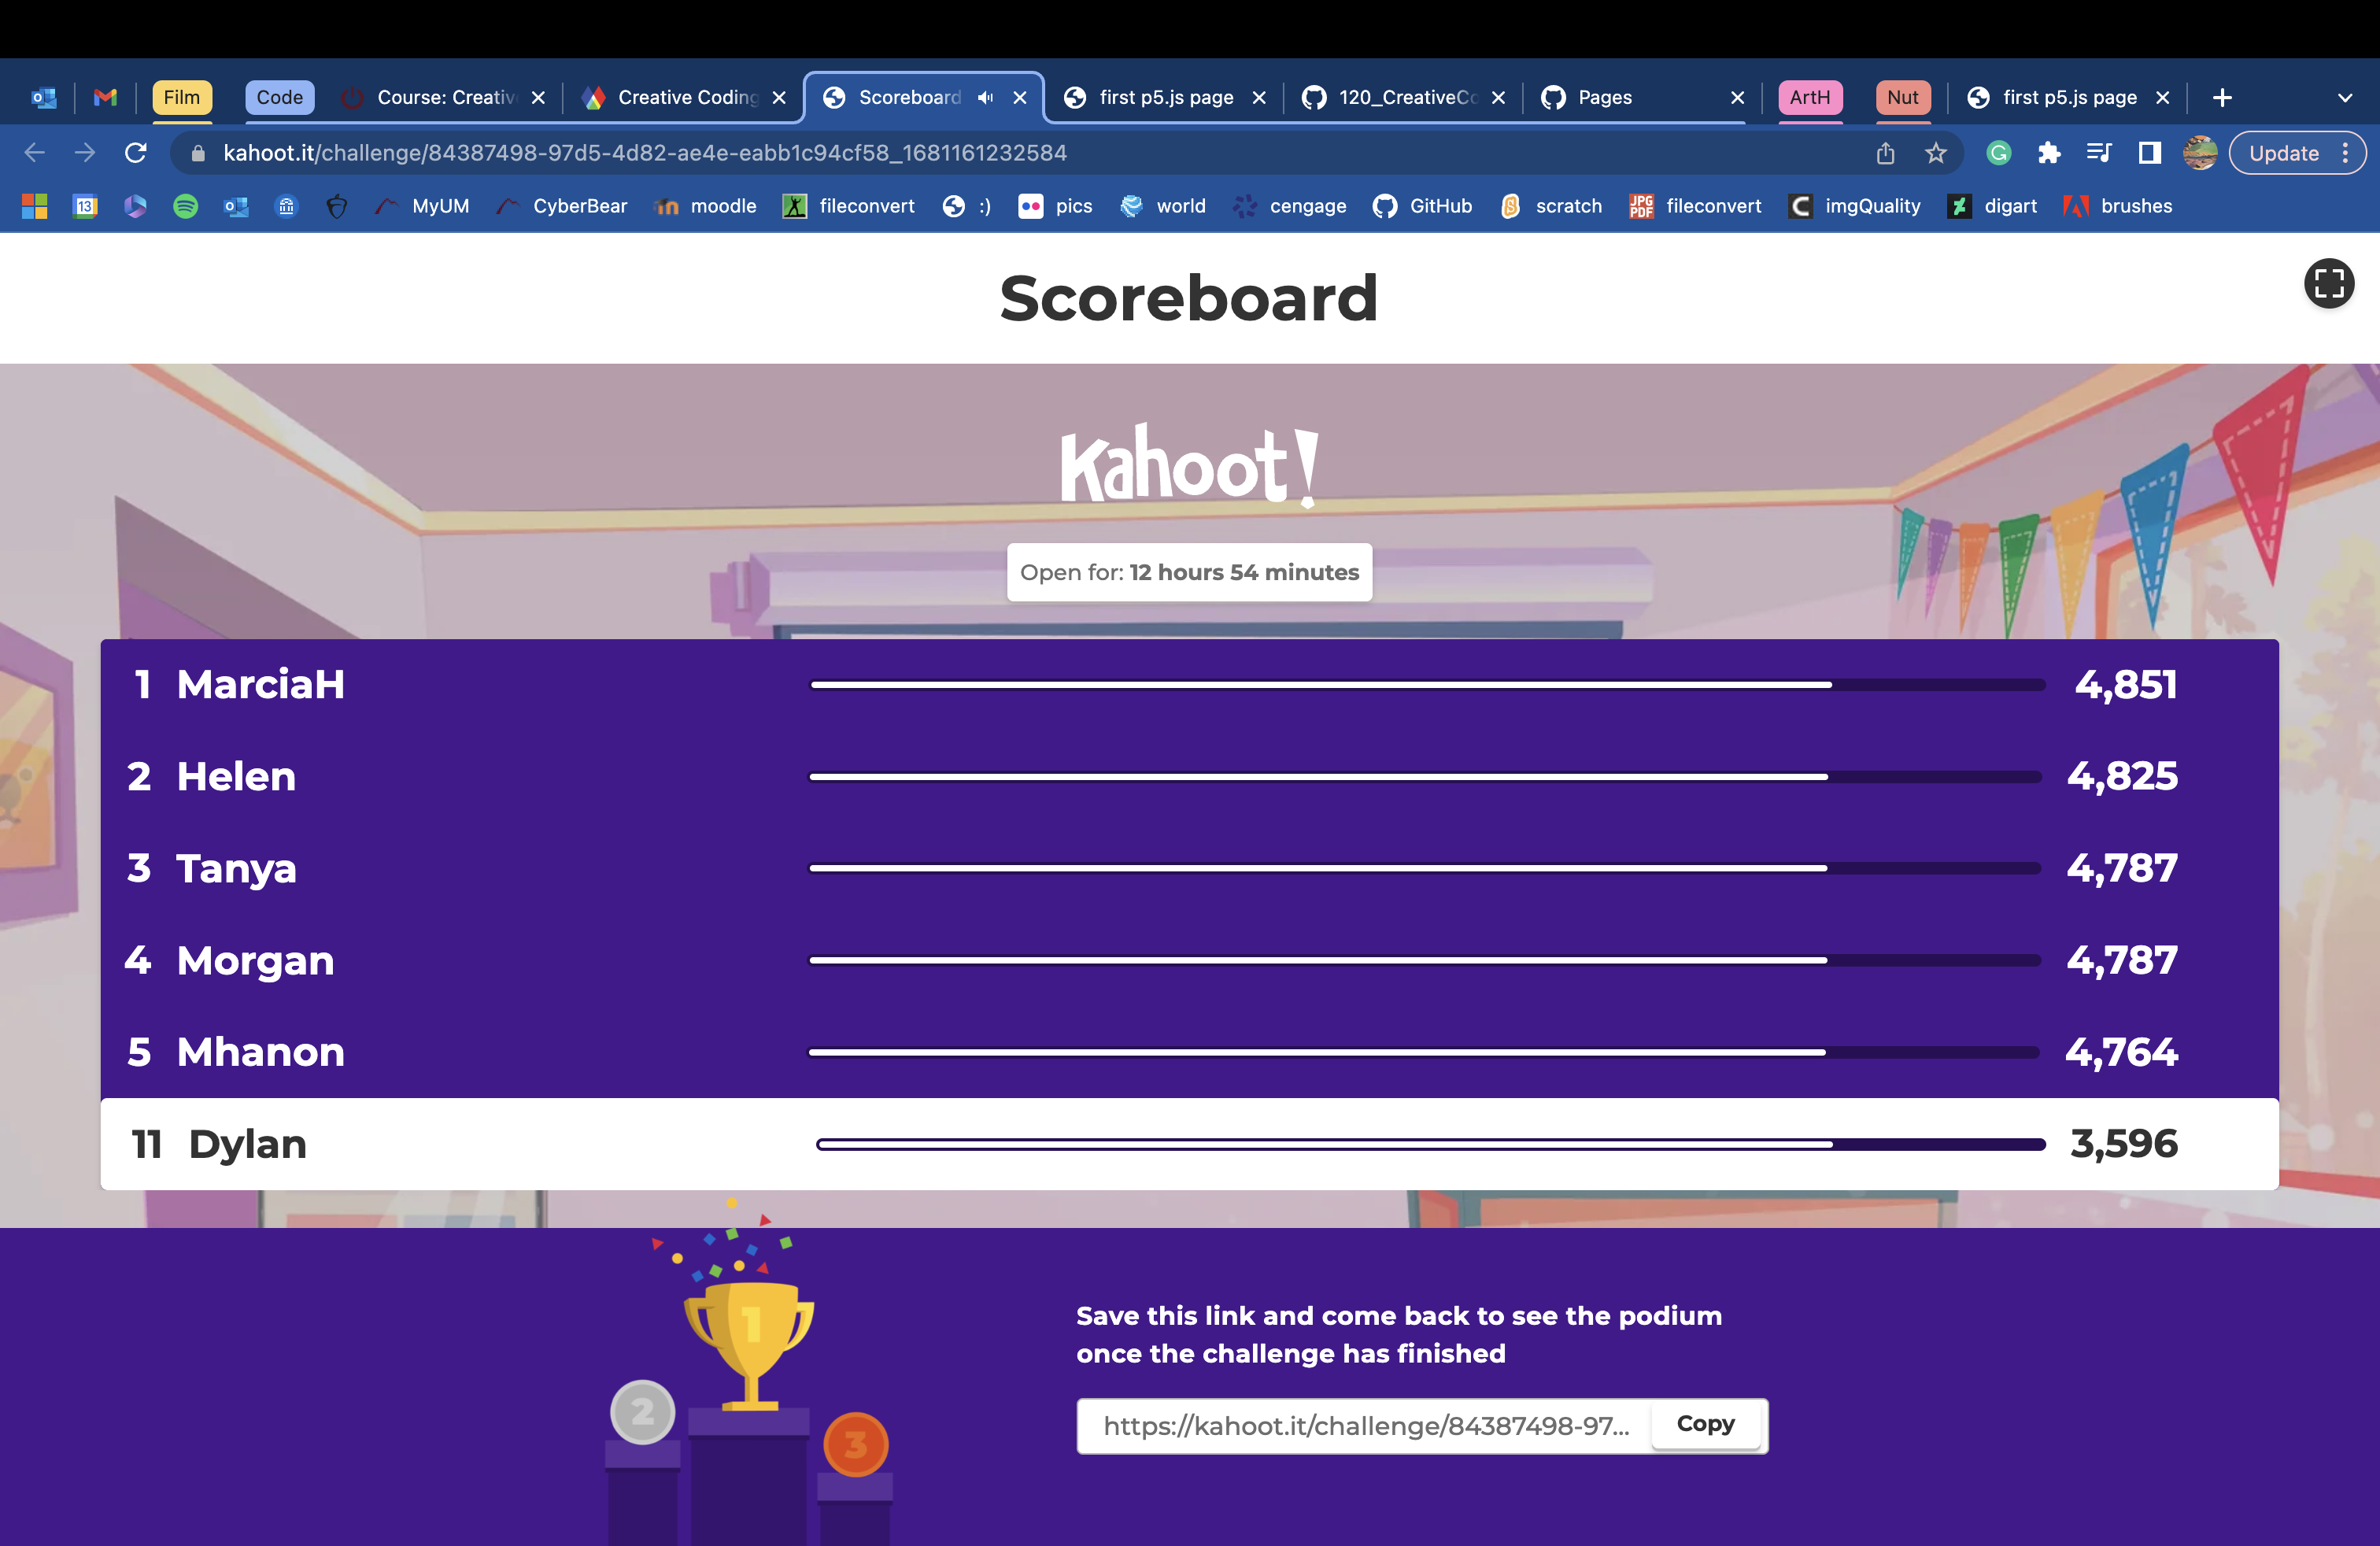 Film
Code
Course: Creativ
Creative Coding
Scoreboard
first p5.js page
120_CreativeCo
Pages
ArtH
Nut
first p5.js page
kahoot.it/challenge/84387498-97d5-4d82-ae4e-eabb1c94cf58_1681161232584
Update
13
MyUM
CyberBear
moodle
fileconvert
:)
pics
world
cengage
GitHub
scratch
JPG
PDF
fileconvert
imgQuality
digart
brushes
Scoreboard
Kahoot!
Open for: 12 hours 54 minutes
1 MarciaH 4,851
2 Helen 4,825
3 Tanya 4,787
4 Morgan 4,787
5 Mhanon 4,764
11 Dylan 3,596
1
2
3
Save this link and come back to see the podium
once the challenge has finished
https://kahoot.it/challenge/84387498-97...
Copy